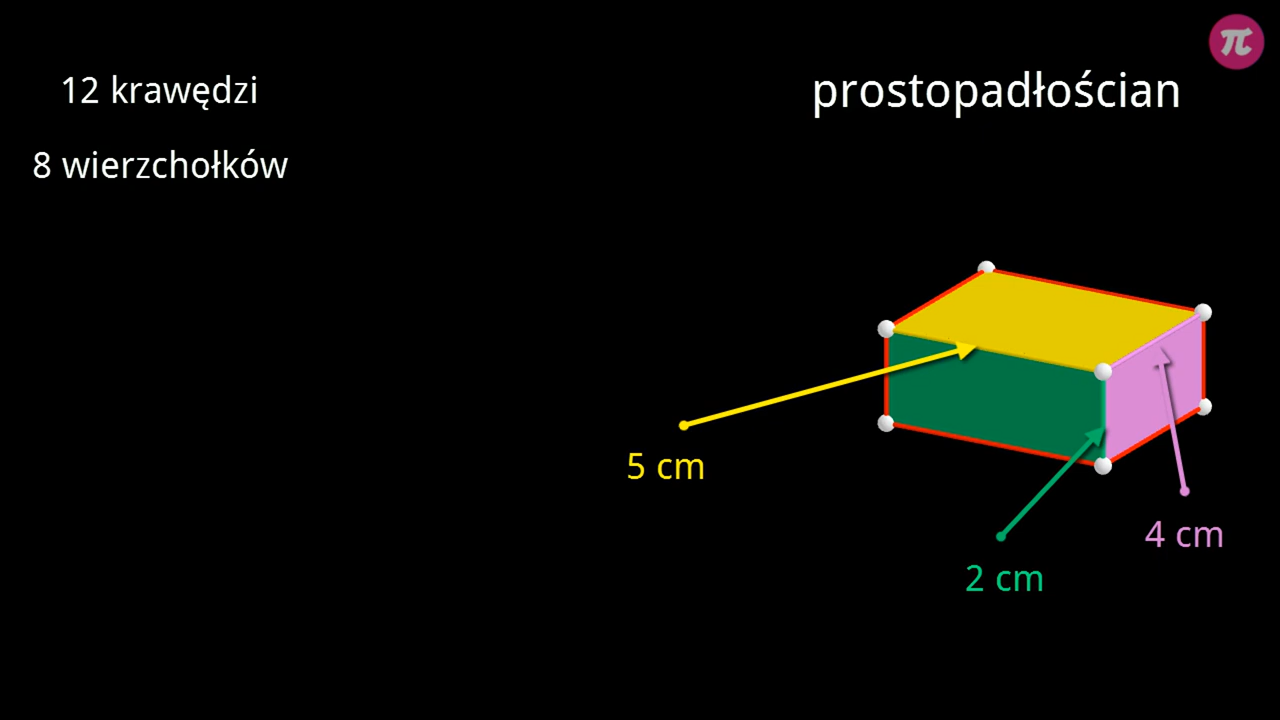 π
12 krawędzi
prostopadłościan
8 wierzchołków
5 cm
4 cm
2 cm